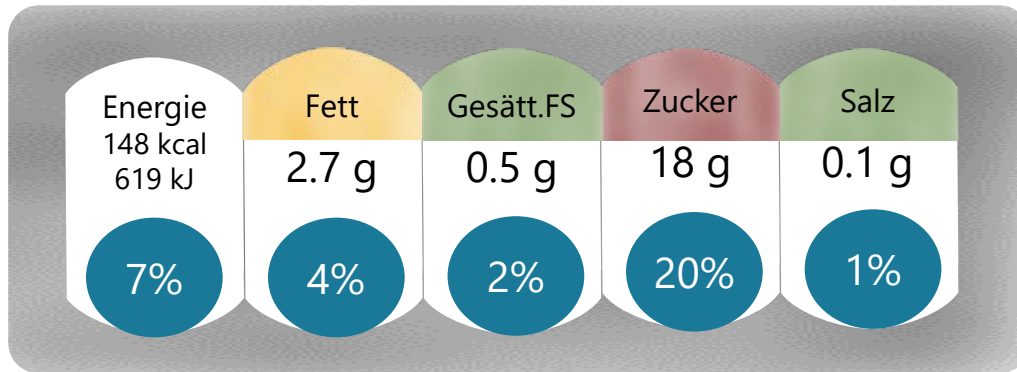 Energie
148 kcal
619 kJ
7%
Fett
2.7 g
4%
Gesätt.FS
0.5 g
2%
Zucker
18 g
20%
Salz
0.1 g
1%